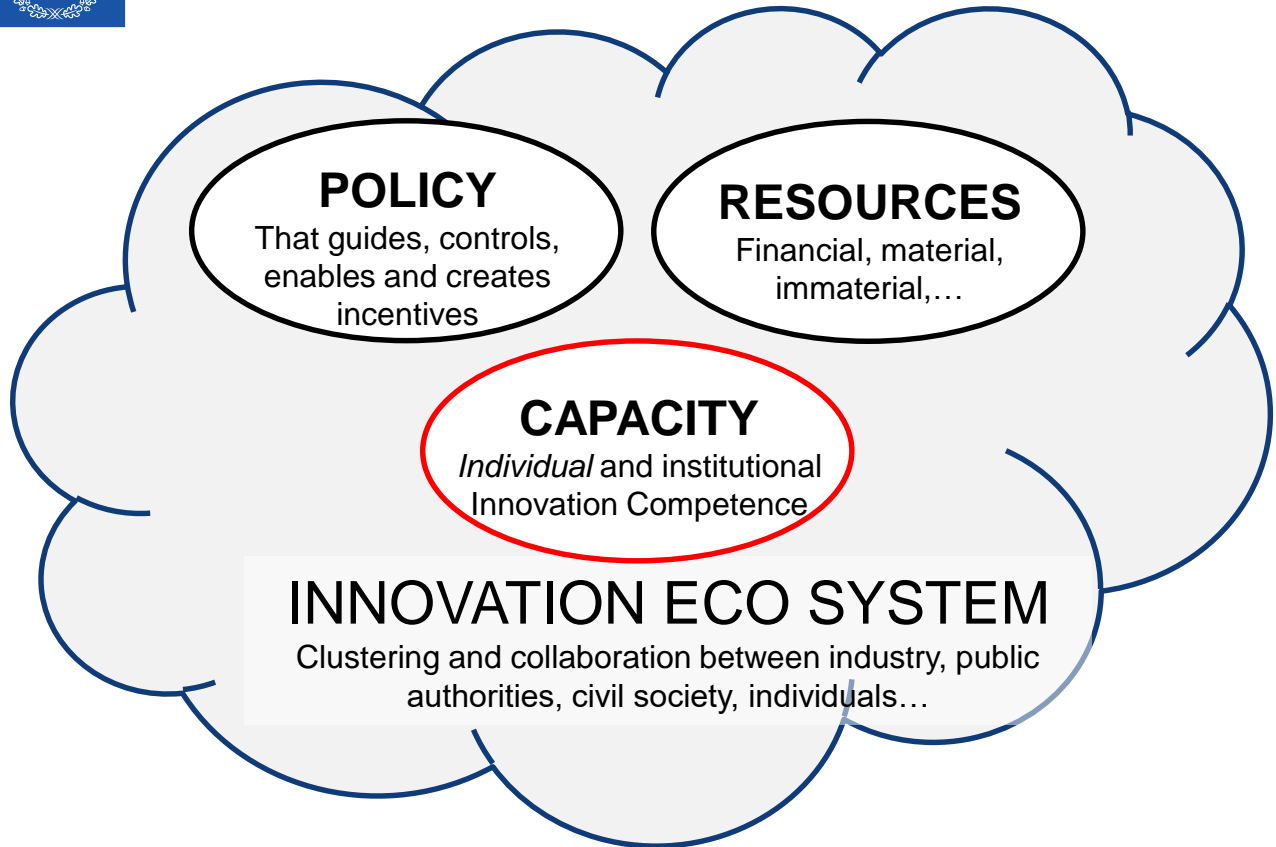 POLICY
That guides, controls,
enables and creates
incentives
RESOURCES
Financial, material,
immaterial,…
CAPACITY
Individual and institutional
Innovation Competence
INNOVATION ECO SYSTEM
Clustering and collaboration between industry, public
authorities, civil society, individuals…